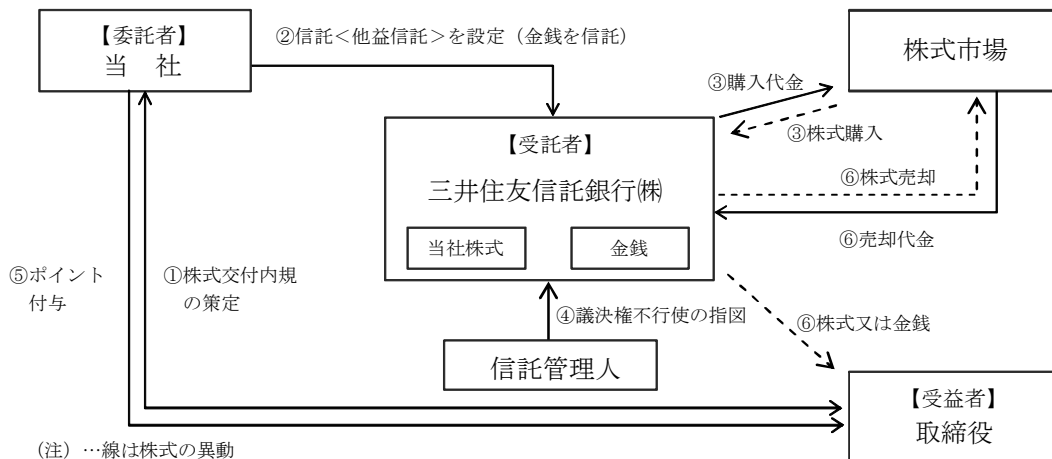 【委託者】
当　社
②信託＜他益信託＞を設定（金銭を信託）
株式市場
③購入代金
③株式購入
【受託者】
三井住友信託銀行㈱
当社株式
金銭
⑥株式売却
⑥売却代金
⑤ポイント
付与
①株式交付内規
の策定
④議決権不行使の指図
⑥株式又は金銭
信託管理人
【受益者】
取締役
（注）…線は株式の異動